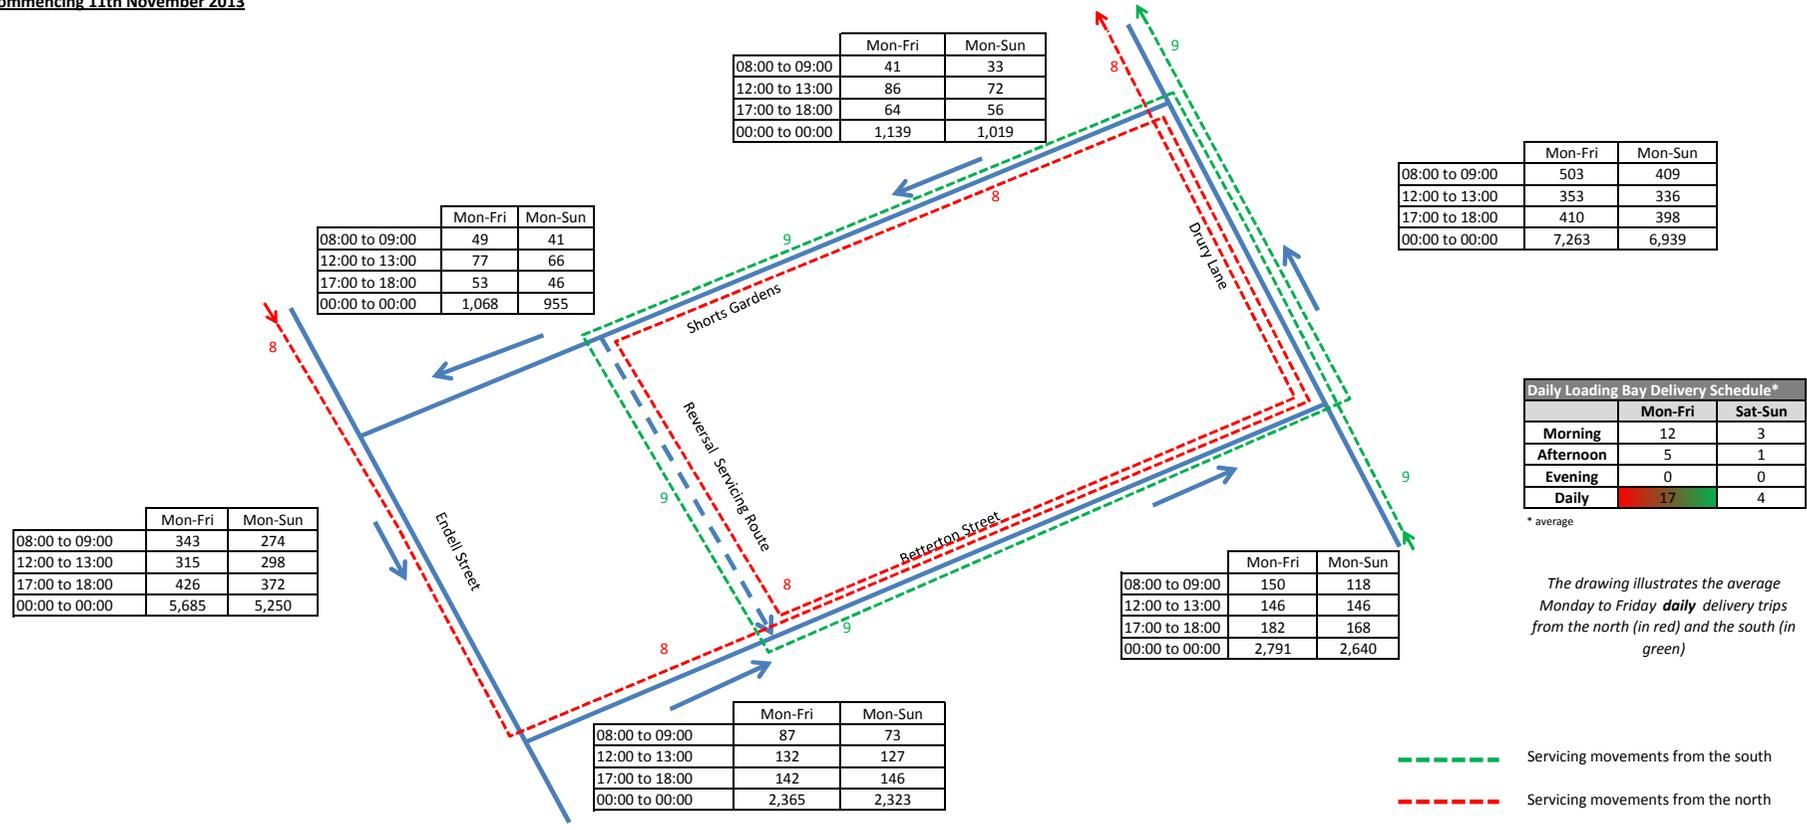 ommencing 11th November 2013
Mon-Fri Mon-Sun
08:00 to 09:00 41 33
12:00 to 13:00 86 72
17:00 to 18:00 64 56
00:00 to 00:00 1,139 1,019
8
9
Mon-Fri Mon-Sun
08:00 to 09:00 503 409
12:00 to 13:00 353 336
17:00 to 18:00 410 398
00:00 to 00:00 7,263 6,939
Mon-Fri Mon-Sun
08:00 to 09:00 49 41
12:00 to 13:00 77 66
17:00 to 18:00 53 46
00:00 to 00:00 1,068 955
8
9
Drury Lane
Shorts Gardens
8
Reversal Servicing Route
9
9
Daily Loading Bay Delivery Schedule*
Mon-Fri Sat-Sun
Morning 12 3
Afternoon 5 1
Evening 0 0
Daily 17 4
* average
Mon-Fri Mon-Sun
08:00 to 09:00 343 274
12:00 to 13:00 315 298
17:00 to 18:00 426 372
00:00 to 00:00 5,685 5,250
Endell Street
Betterton Street
8
9
8
Mon-Fri Mon-Sun
08:00 to 09:00 150 118
12:00 to 13:00 146 146
17:00 to 18:00 182 168
00:00 to 00:00 2,791 2,640
The drawing illustrates the average
Monday to Friday daily delivery trips
from the north (in red) and the south (in
green)
Mon-Fri Mon-Sun
08:00 to 09:00 87 73
12:00 to 13:00 132 127
17:00 to 18:00 142 146
00:00 to 00:00 2,365 2,323
Servicing movements from the south
Servicing movements from the north